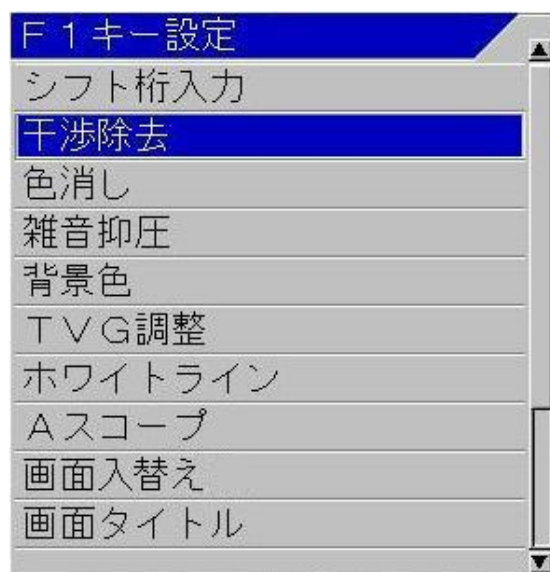 F1キー設定
シフト桁入力
干渉除去
色消し
雑音抑圧
背景色
TVG調整
ホワイトライン
Aスコープ
画面入替え
画面タイトル